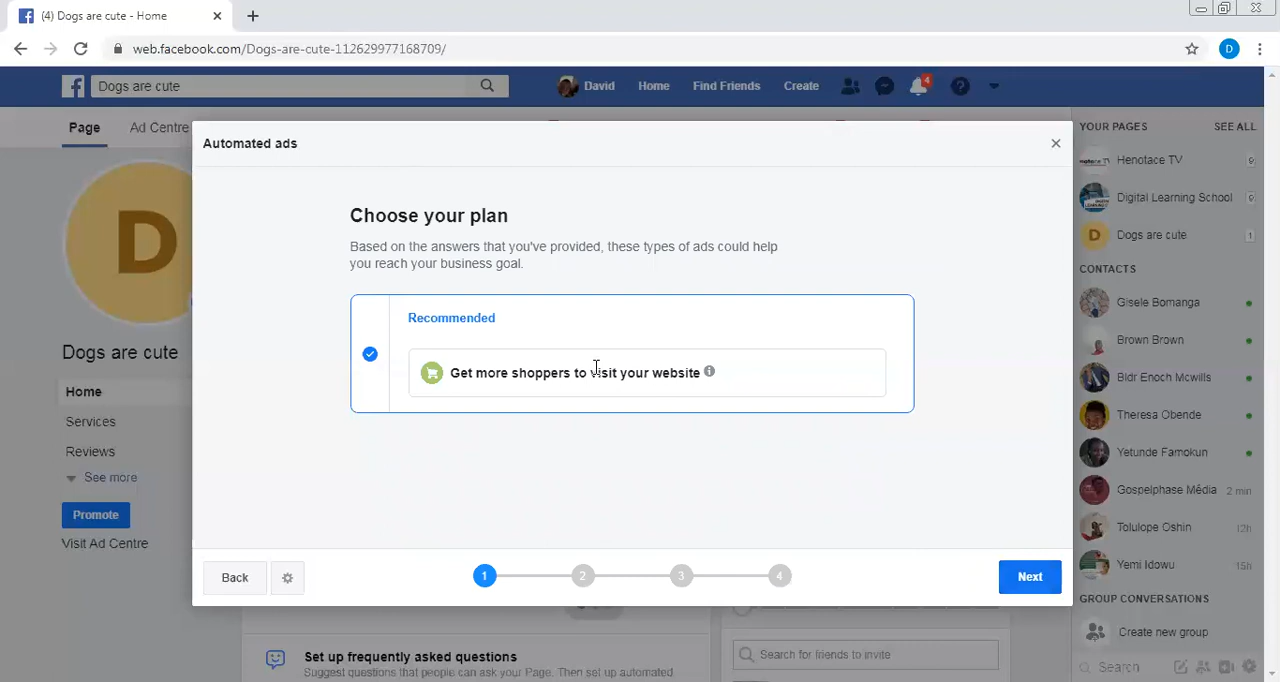 (4) Dogs are cute - Home
web.facebook.com/Dogs-are-cute-112629977168709/
D
Dogs are cute
David
Home
Find Friends
Create
4
Page
Ad Centre
D
Dogs are cute
Home
Services
Reviews
See more
Promote
Visit Ad Centre
Automated ads
Choose your plan
Based on the answers that you've provided, these types of ads could help
you reach your business goal.
Recommended
Get more shoppers to visit your website
Back
1
2
3
4
Next
Set up frequently asked questions
Suggest questions that people can ask your Page. Then set up automated
Search for friends to invite
YOUR PAGES
SEE ALL
Henotace TV
9
Digital Learning School
9
D
Dogs are cute
1
CONTACTS
Gisele Bomanga
Brown Brown
Bldr Enoch Mcwills
Theresa Obende
Yetunde Famokun
Gospelphase Média
2 min
Tolulope Oshin
12h
Yemi Idowu
15h
GROUP CONVERSATIONS
Create new group
Search